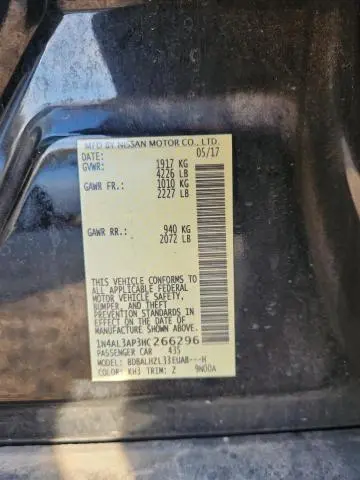 MFD BY NISSAN MOTOR CO., LTD.
DATE: 05/17
GVWR: 1917 KG
4226 LB
GAWR FR.: 1010 KG
2227 LB
GAWR RR.: 940 KG
2072 LB
THIS VEHICLE CONFORMS TO ALL
APPLICABLE FEDERAL
MOTOR VEHICLE SAFETY,
BUMPER, AND THEFT
PREVENTION STANDARDS
IN EFFECT ON THE DATE OF
MANUFACTURE SHOWN ABOVE.
1N4AL3AP3HC266296
PASSENGER CAR 435
MODEL: BDBALHZL33EUAB---H
COLOR: KH3 TRIM: Z 9N00A